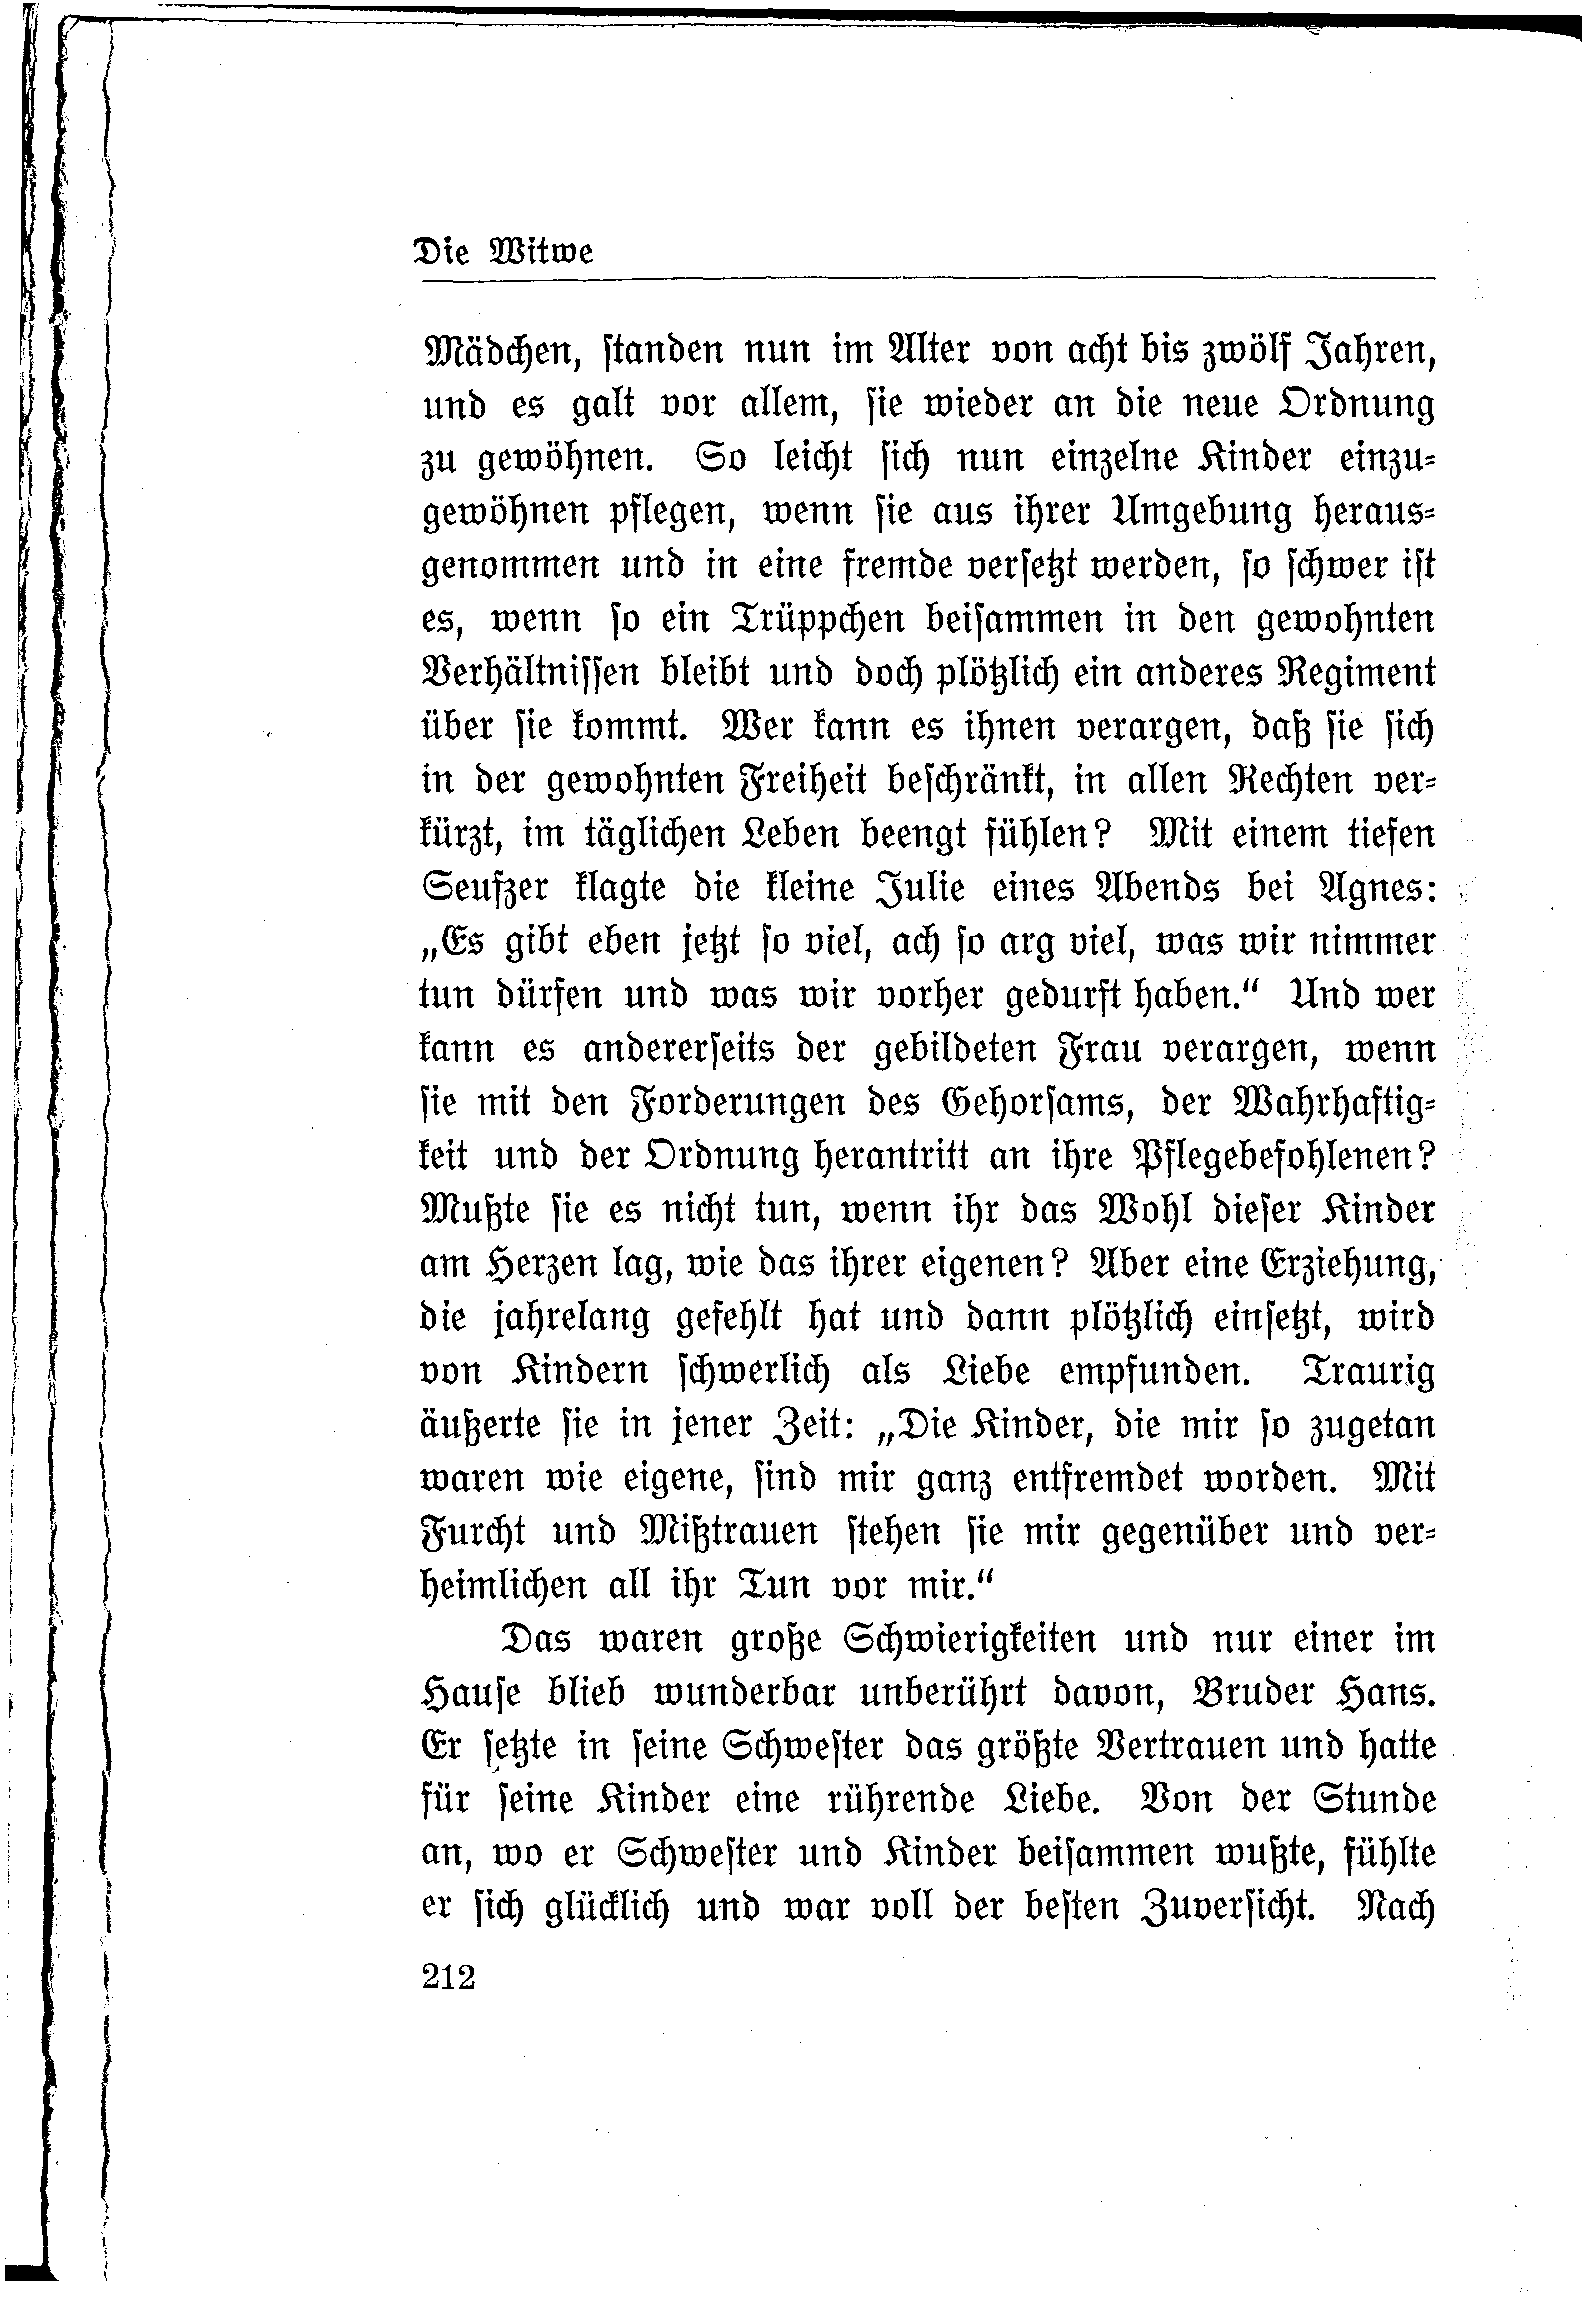 Die Witwe
Mädchen, standen nun im Alter von acht bis zwölf Jahren,
und es galt vor allem, sie wieder an die neue Ordnung
zu gewöhnen. So leicht sich nun einzelne Kinder einzu-
gewöhnen pflegen, wenn sie aus ihrer Umgebung heraus-
genommen und in eine fremde versetzt werden, so schwer ist
es, wenn so ein Trüppchen beisammen in den gewohnten
Verhältnissen bleibt und doch plötzlich ein anderes Regiment
über sie kommt. Wer kann es ihnen verargen, daß sie sich
in der gewohnten Freiheit beschränkt, in allen Rechten ver-
kürzt, im täglichen Leben beengt fühlen? Mit einem tiefen
Seufzer klagte die kleine Julie eines Abends bei Agnes:
„Es gibt eben jetzt so viel, ach so arg viel, was wir nimmer
tun dürfen und was wir vorher gedurft haben.“ Und wer
kann es andererseits der gebildeten Frau verargen, wenn
sie mit den Forderungen des Gehorsams, der Wahrhaftig-
keit und der Ordnung herantritt an ihre Pflegebefohlenen?
Mußte sie es nicht tun, wenn ihr das Wohl dieser Kinder
am Herzen lag, wie das ihrer eigenen? Aber eine Erziehung,
die jahrelang gefehlt hat und dann plötzlich einsetzt, wird
von Kindern schwerlich als Liebe empfunden. Traurig
äußerte sie in jener Zeit: „Die Kinder, die mir so zugetan
waren wie eigene, sind mir ganz entfremdet worden. Mit
Furcht und Mißtrauen stehen sie mir gegenüber und ver-
heimlichen all ihr Tun vor mir.“
Das waren große Schwierigkeiten und nur einer im
Hause blieb wunderbar unberührt davon, Bruder Hans.
Er setzte in seine Schwester das größte Vertrauen und hatte
für seine Kinder eine rührende Liebe. Von der Stunde
an, wo er Schwester und Kinder beisammen wußte, fühlte
er sich glücklich und war voll der besten Zuversicht. Nach
212